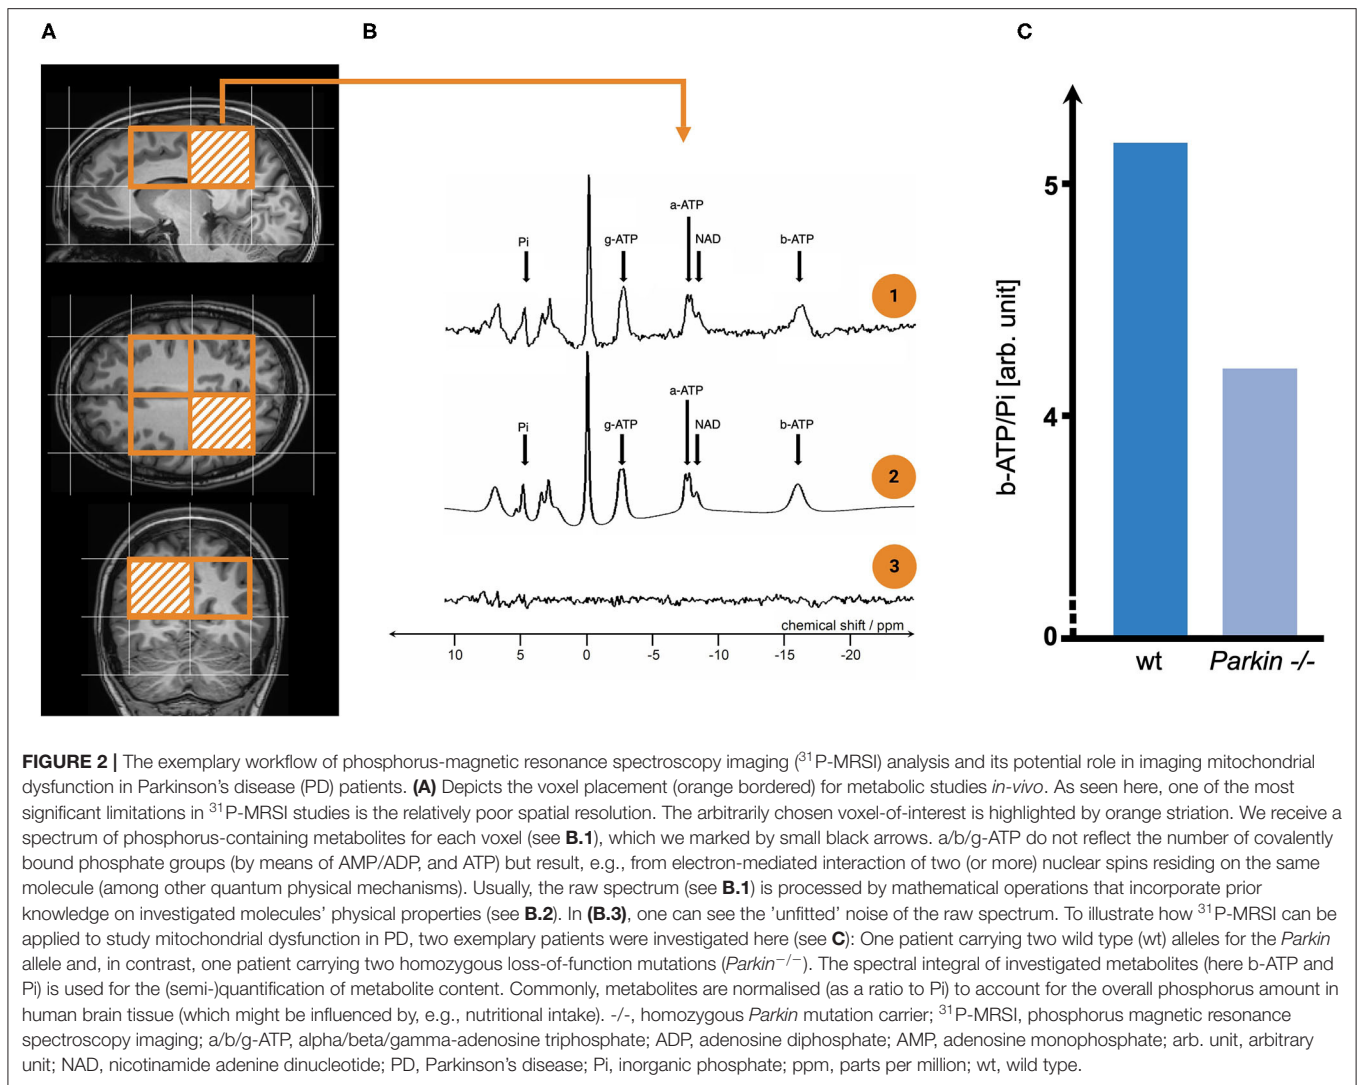 A
B
C
a-ATP
Pi
g-ATP
NAD
b-ATP
1
a-ATP
Pi
g-ATP
NAD
b-ATP
2
3
chemical shift / ppm
10 5 0 -5 -10 -15 -20
b-ATP/Pi [arb. unit]
5
4
0
wt Parkin -/-
FIGURE 2 | The exemplary workflow of phosphorus-magnetic resonance spectroscopy imaging (³¹P-MRSI) analysis and its potential role in imaging mitochondrial
dysfunction in Parkinson's disease (PD) patients. (A) Depicts the voxel placement (orange bordered) for metabolic studies in-vivo. As seen here, one of the most
significant limitations in ³¹P-MRSI studies is the relatively poor spatial resolution. The arbitrarily chosen voxel-of-interest is highlighted by orange striation. We receive a
spectrum of phosphorus-containing metabolites for each voxel (see B.1), which we marked by small black arrows. a/b/g-ATP do not reflect the number of covalently
bound phosphate groups (by means of AMP/ADP, and ATP) but result, e.g., from electron-mediated interaction of two (or more) nuclear spins residing on the same
molecule (among other quantum physical mechanisms). Usually, the raw spectrum (see B.1) is processed by mathematical operations that incorporate prior
knowledge on investigated molecules' physical properties (see B.2). In (B.3), one can see the 'unfitted' noise of the raw spectrum. To illustrate how ³¹P-MRSI can be
applied to study mitochondrial dysfunction in PD, two exemplary patients were investigated here (see C): One patient carrying two wild type (wt) alleles for the Parkin
allele and, in contrast, one patient carrying two homozygous loss-of-function mutations (Parkin⁻/⁻). The spectral integral of investigated metabolites (here b-ATP and
Pi) is used for the (semi-)quantification of metabolite content. Commonly, metabolites are normalised (as a ratio to Pi) to account for the overall phosphorus amount in
human brain tissue (which might be influenced by, e.g., nutritional intake). -/-, homozygous Parkin mutation carrier; ³¹P-MRSI, phosphorus magnetic resonance
spectroscopy imaging; a/b/g-ATP, alpha/beta/gamma-adenosine triphosphate; ADP, adenosine diphosphate; AMP, adenosine monophosphate; arb. unit, arbitrary
unit; NAD, nicotinamide adenine dinucleotide; PD, Parkinson's disease; Pi, inorganic phosphate; ppm, parts per million; wt, wild type.